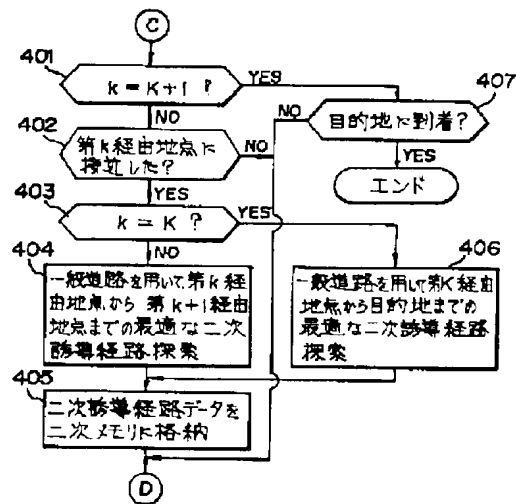 C
401
k = K+1 ?
YES
407
NO
目的地に到着?
402
NO
第k経由地点に
接近した?
NO
YES
YES
エンド
403
k = K ?
YES
404
NO
406
一般道路を用いて、第k経
由地点から 第k+1経由
地点までの最適な二次
誘導経路探索
一般道路を用いて第K経由
地点から目的地までの
最適な二次誘導経路
探索
405
二次誘導経路データを
二次メモリに格納
D